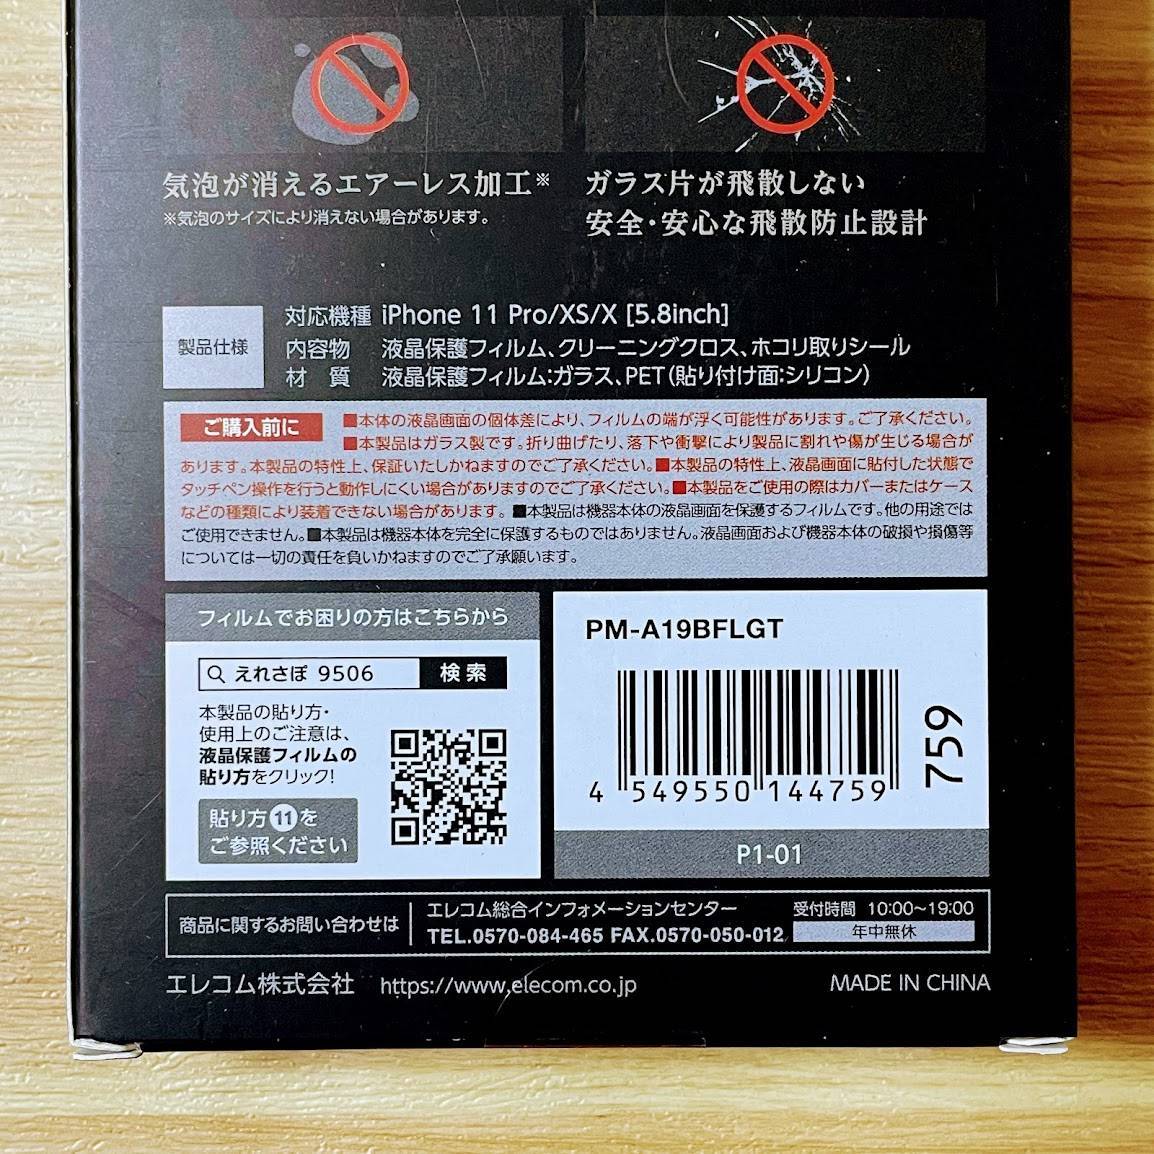 気泡が消えるエアーレス加工※
※気泡のサイズにより消えない場合があります。
ガラス片が飛散しない
安全・安心な飛散防止設計
製品仕様
対応機種 iPhone 11 Pro/XS/X [5.8inch]
内容物 液晶保護フィルム、クリーニングクロス、ホコリ取りシール
材 質 液晶保護フィルム:ガラス、PET(貼り付け面:シリコン)
ご購入前に ■本体の液晶画面の個体差により、フィルムの端が浮く可能性があります。ご了承ください。
■本製品はガラス製です。折り曲げたり、落下や衝撃により製品に割れや傷が生じる場合が
あります。本製品の特性上、保証いたしかねますのでご了承ください。■本製品の特性上、液晶画面に貼付した状態で
タッチペン操作を行うと動作しにくい場合がありますのでご了承ください。■本製品をご使用の際はカバーまたはケース
などの種類により装着できない場合があります。■本製品は機器本体の液晶画面を保護するフィルムです。他の用途では
ご使用できません。■本製品は機器本体を完全に保護するものではありません。液晶画面および機器本体の破損や損傷等
については一切の責任を負いかねますのでご了承願います。
フィルムでお困りの方はこちらから
えれさぽ 9506 検索
本製品の貼り方・
使用上のご注意は、
液晶保護フィルムの
貼り方をクリック!
貼り方⑪を
ご参照ください
PM-A19BFLGT
4 549550 144759
759
P1-01
商品に関するお問い合わせは
エレコム総合インフォメーションセンター
TEL.0570-084-465 FAX.0570-050-012
受付時間 10:00~19:00
年中無休
エレコム株式会社 https://www.elecom.co.jp
MADE IN CHINA